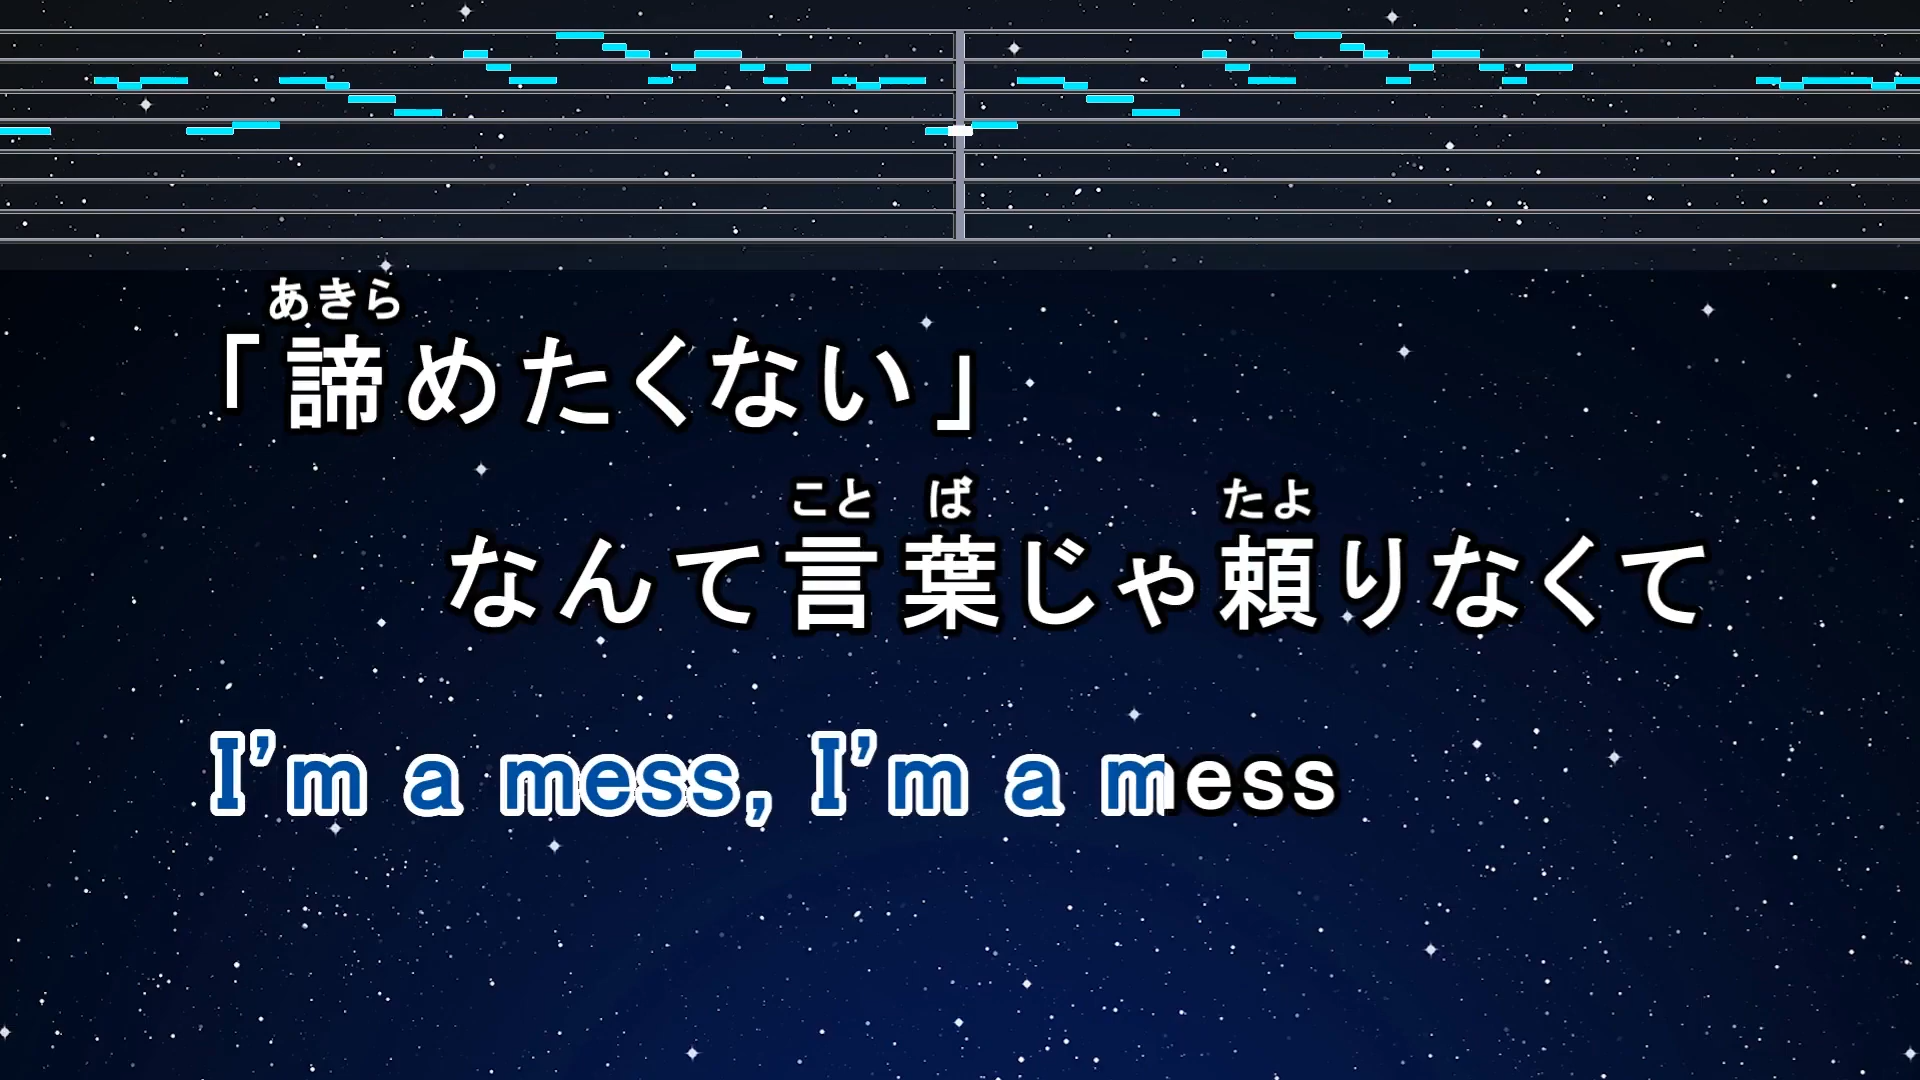 あきら
「諦めたくない」
こと ば たよ
なんて言葉じゃ頼りなくて
I'm a mess, I'm a mess